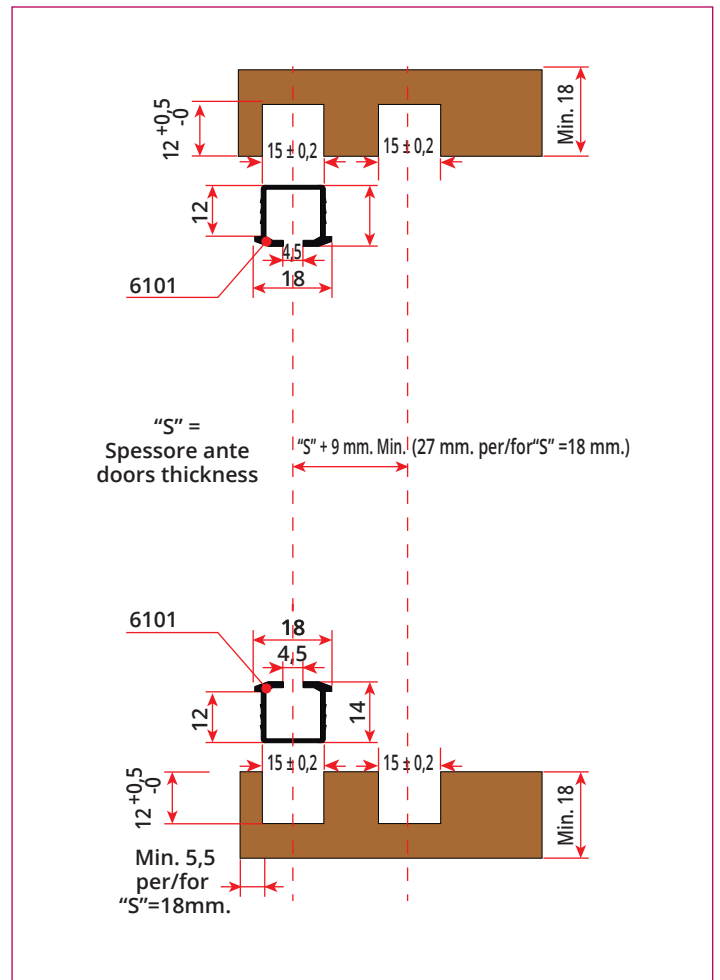 12 +0,5 -0
Min. 18
15 ± 0,2
15 ± 0,2
12
4,5
18
6101
“S” =
Spessore ante
doors thickness
“S” + 9 mm. Min. (27 mm. per/for“S” =18 mm.)
6101
18
4,5
12
14
15 ± 0,2
15 ± 0,2
12 +0,5 -0
Min. 18
Min. 5,5
per/for
“S”=18mm.